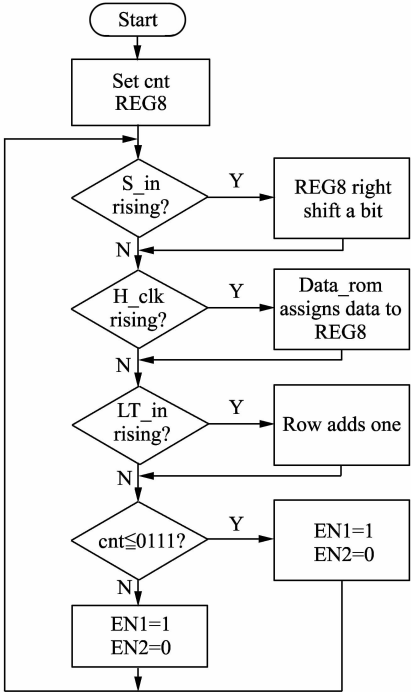 Start
Set cnt
REG8
S_in
rising?
Y
REG8 right
shift a bit
N
H_clk
rising?
Y
Data_rom
assigns data to
REG8
N
LT_in
rising?
Y
Row adds one
N
cnt≦0111?
Y
EN1=1
EN2=0
N
EN1=1
EN2=0